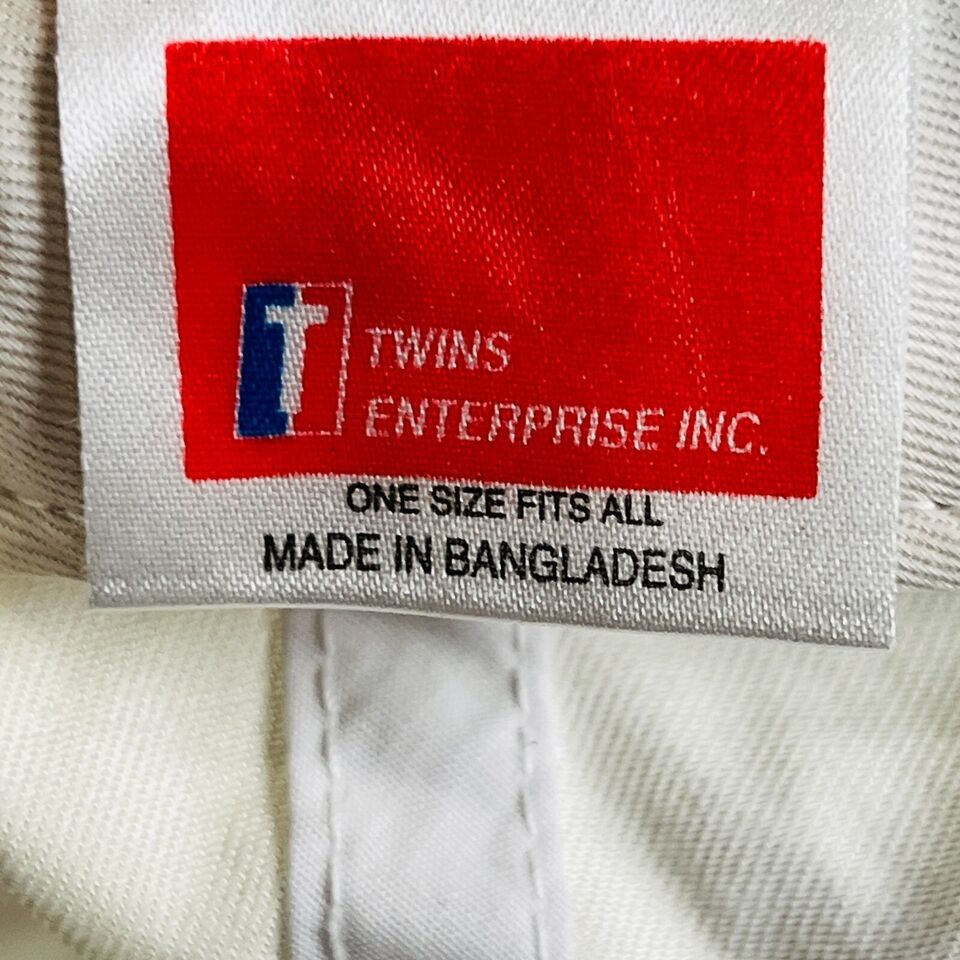 T
TWINS
ENTERPRISE INC.
ONE SIZE FITS ALL
MADE IN BANGLADESH